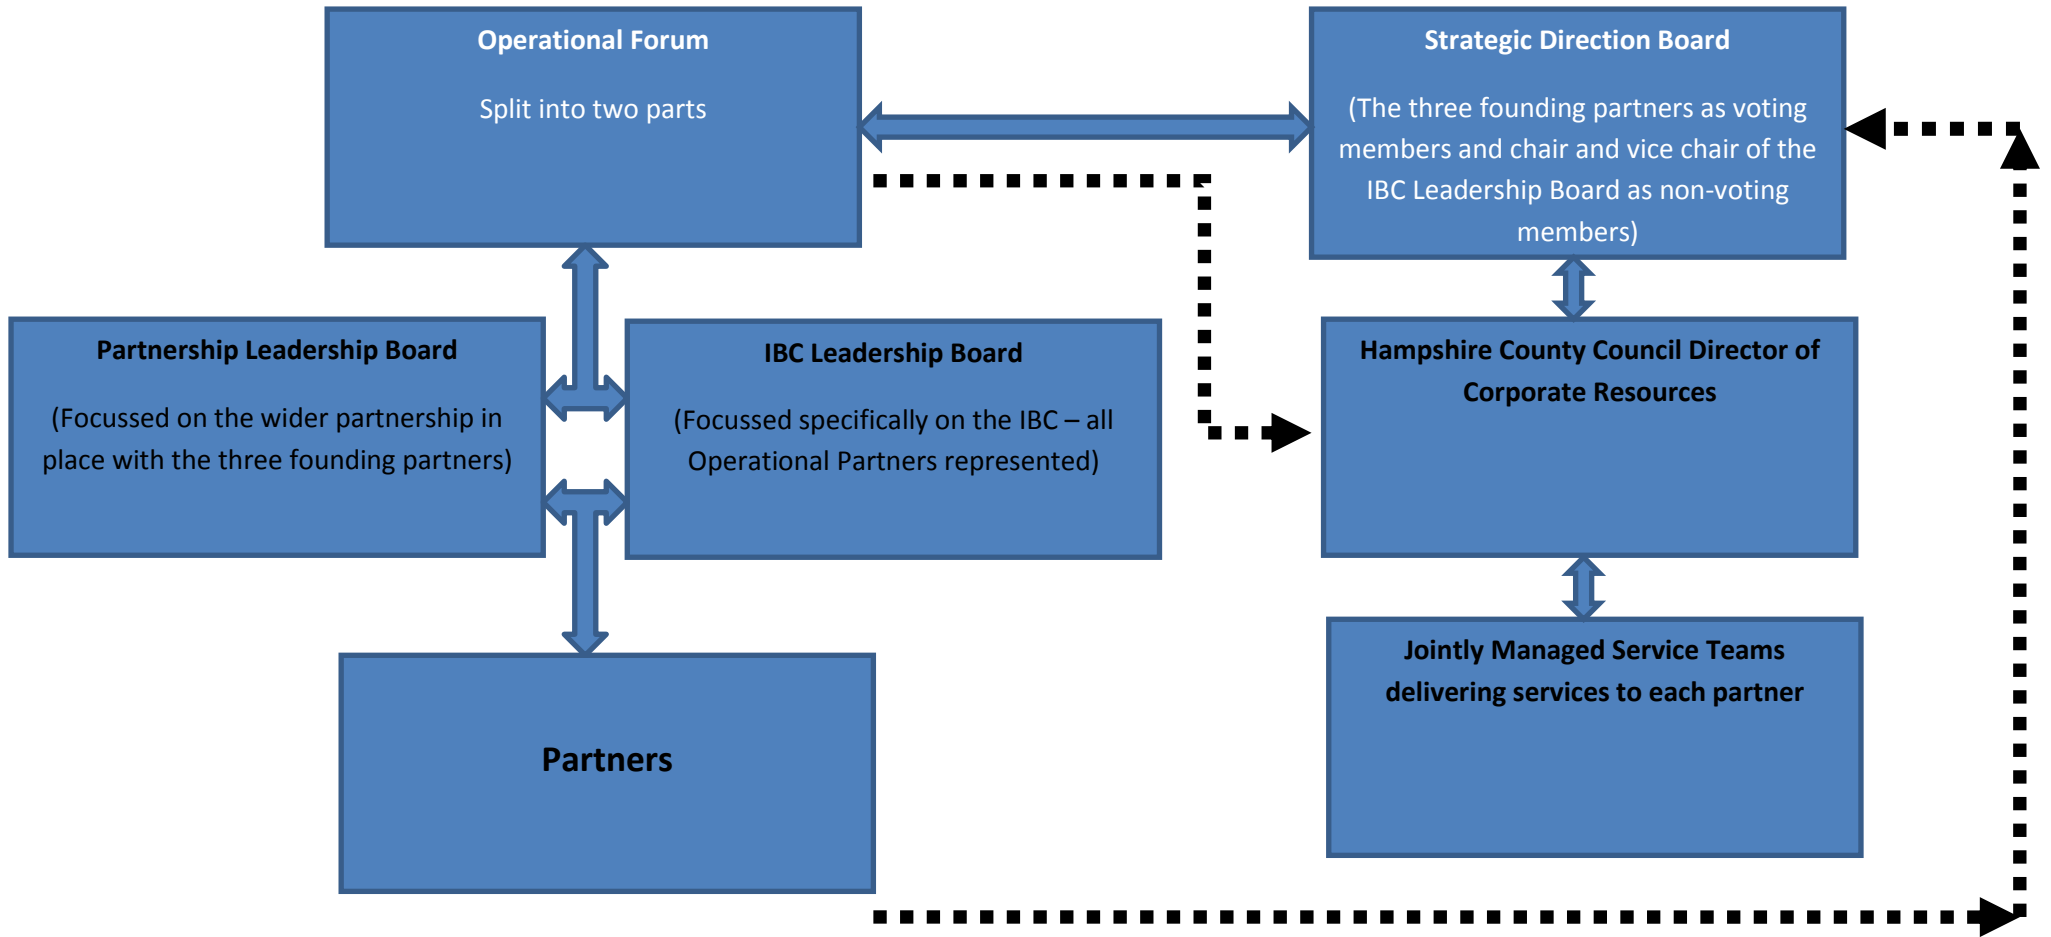 Operational Forum
Split into two parts
Strategic Direction Board
(The three founding partners as voting
members and chair and vice chair of the
IBC Leadership Board as non-voting
members)
Partnership Leadership Board
(Focussed on the wider partnership in
place with the three founding partners)
IBC Leadership Board
(Focussed specifically on the IBC – all
Operational Partners represented)
Hampshire County Council Director of
Corporate Resources
Partners
Jointly Managed Service Teams
delivering services to each partner